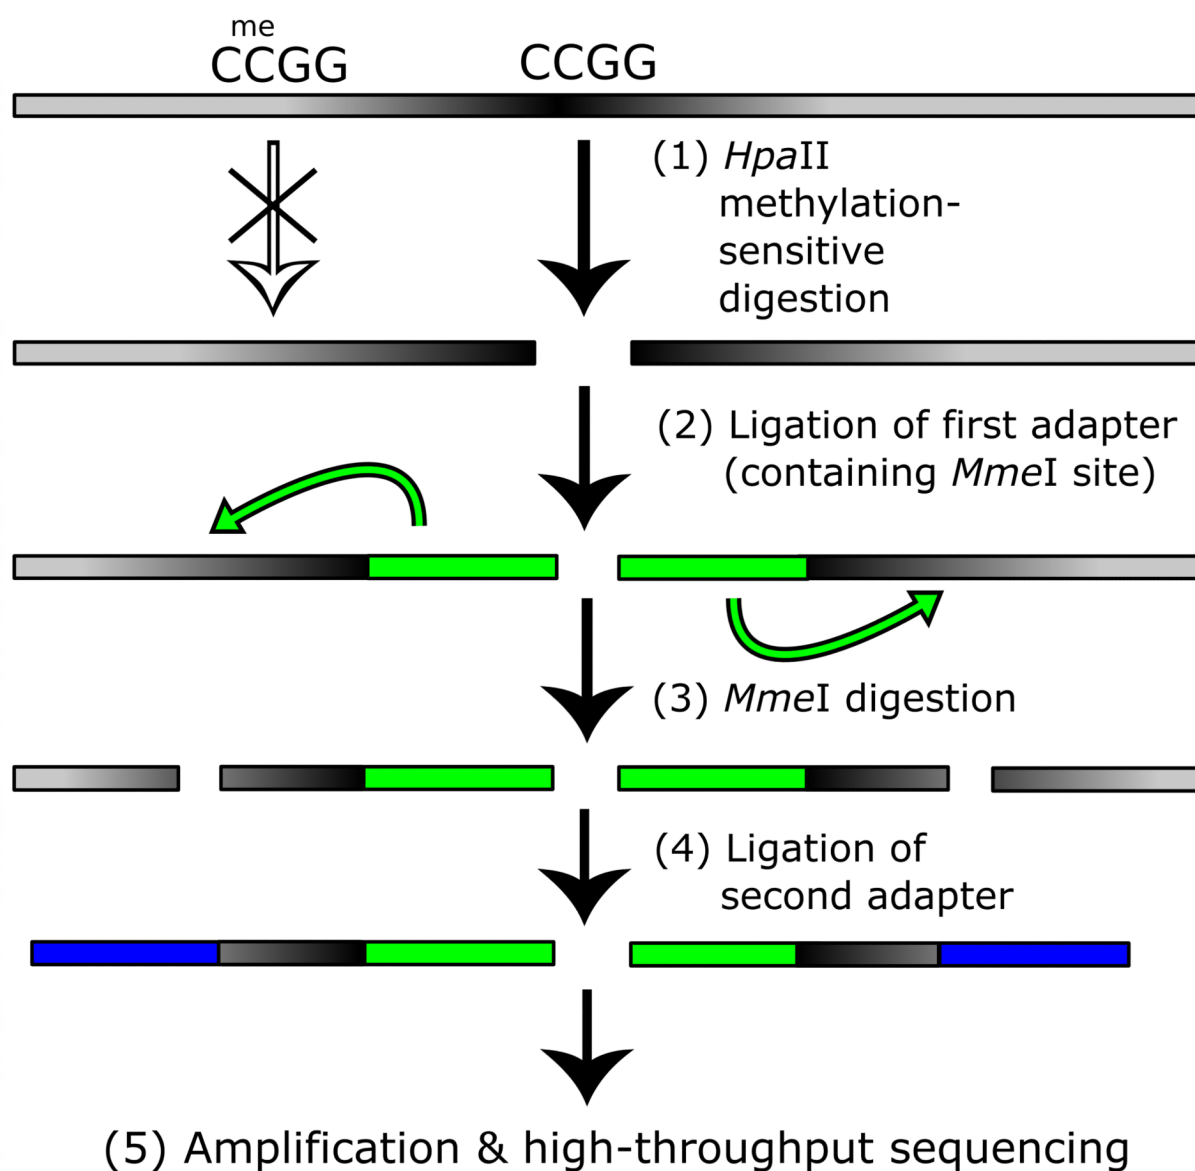 me
CCGG CCGG
(1) HpaII
methylation-
sensitive
digestion
(2) Ligation of first adapter
(containing MmeI site)
(3) MmeI digestion
(4) Ligation of
second adapter
(5) Amplification & high-throughput sequencing